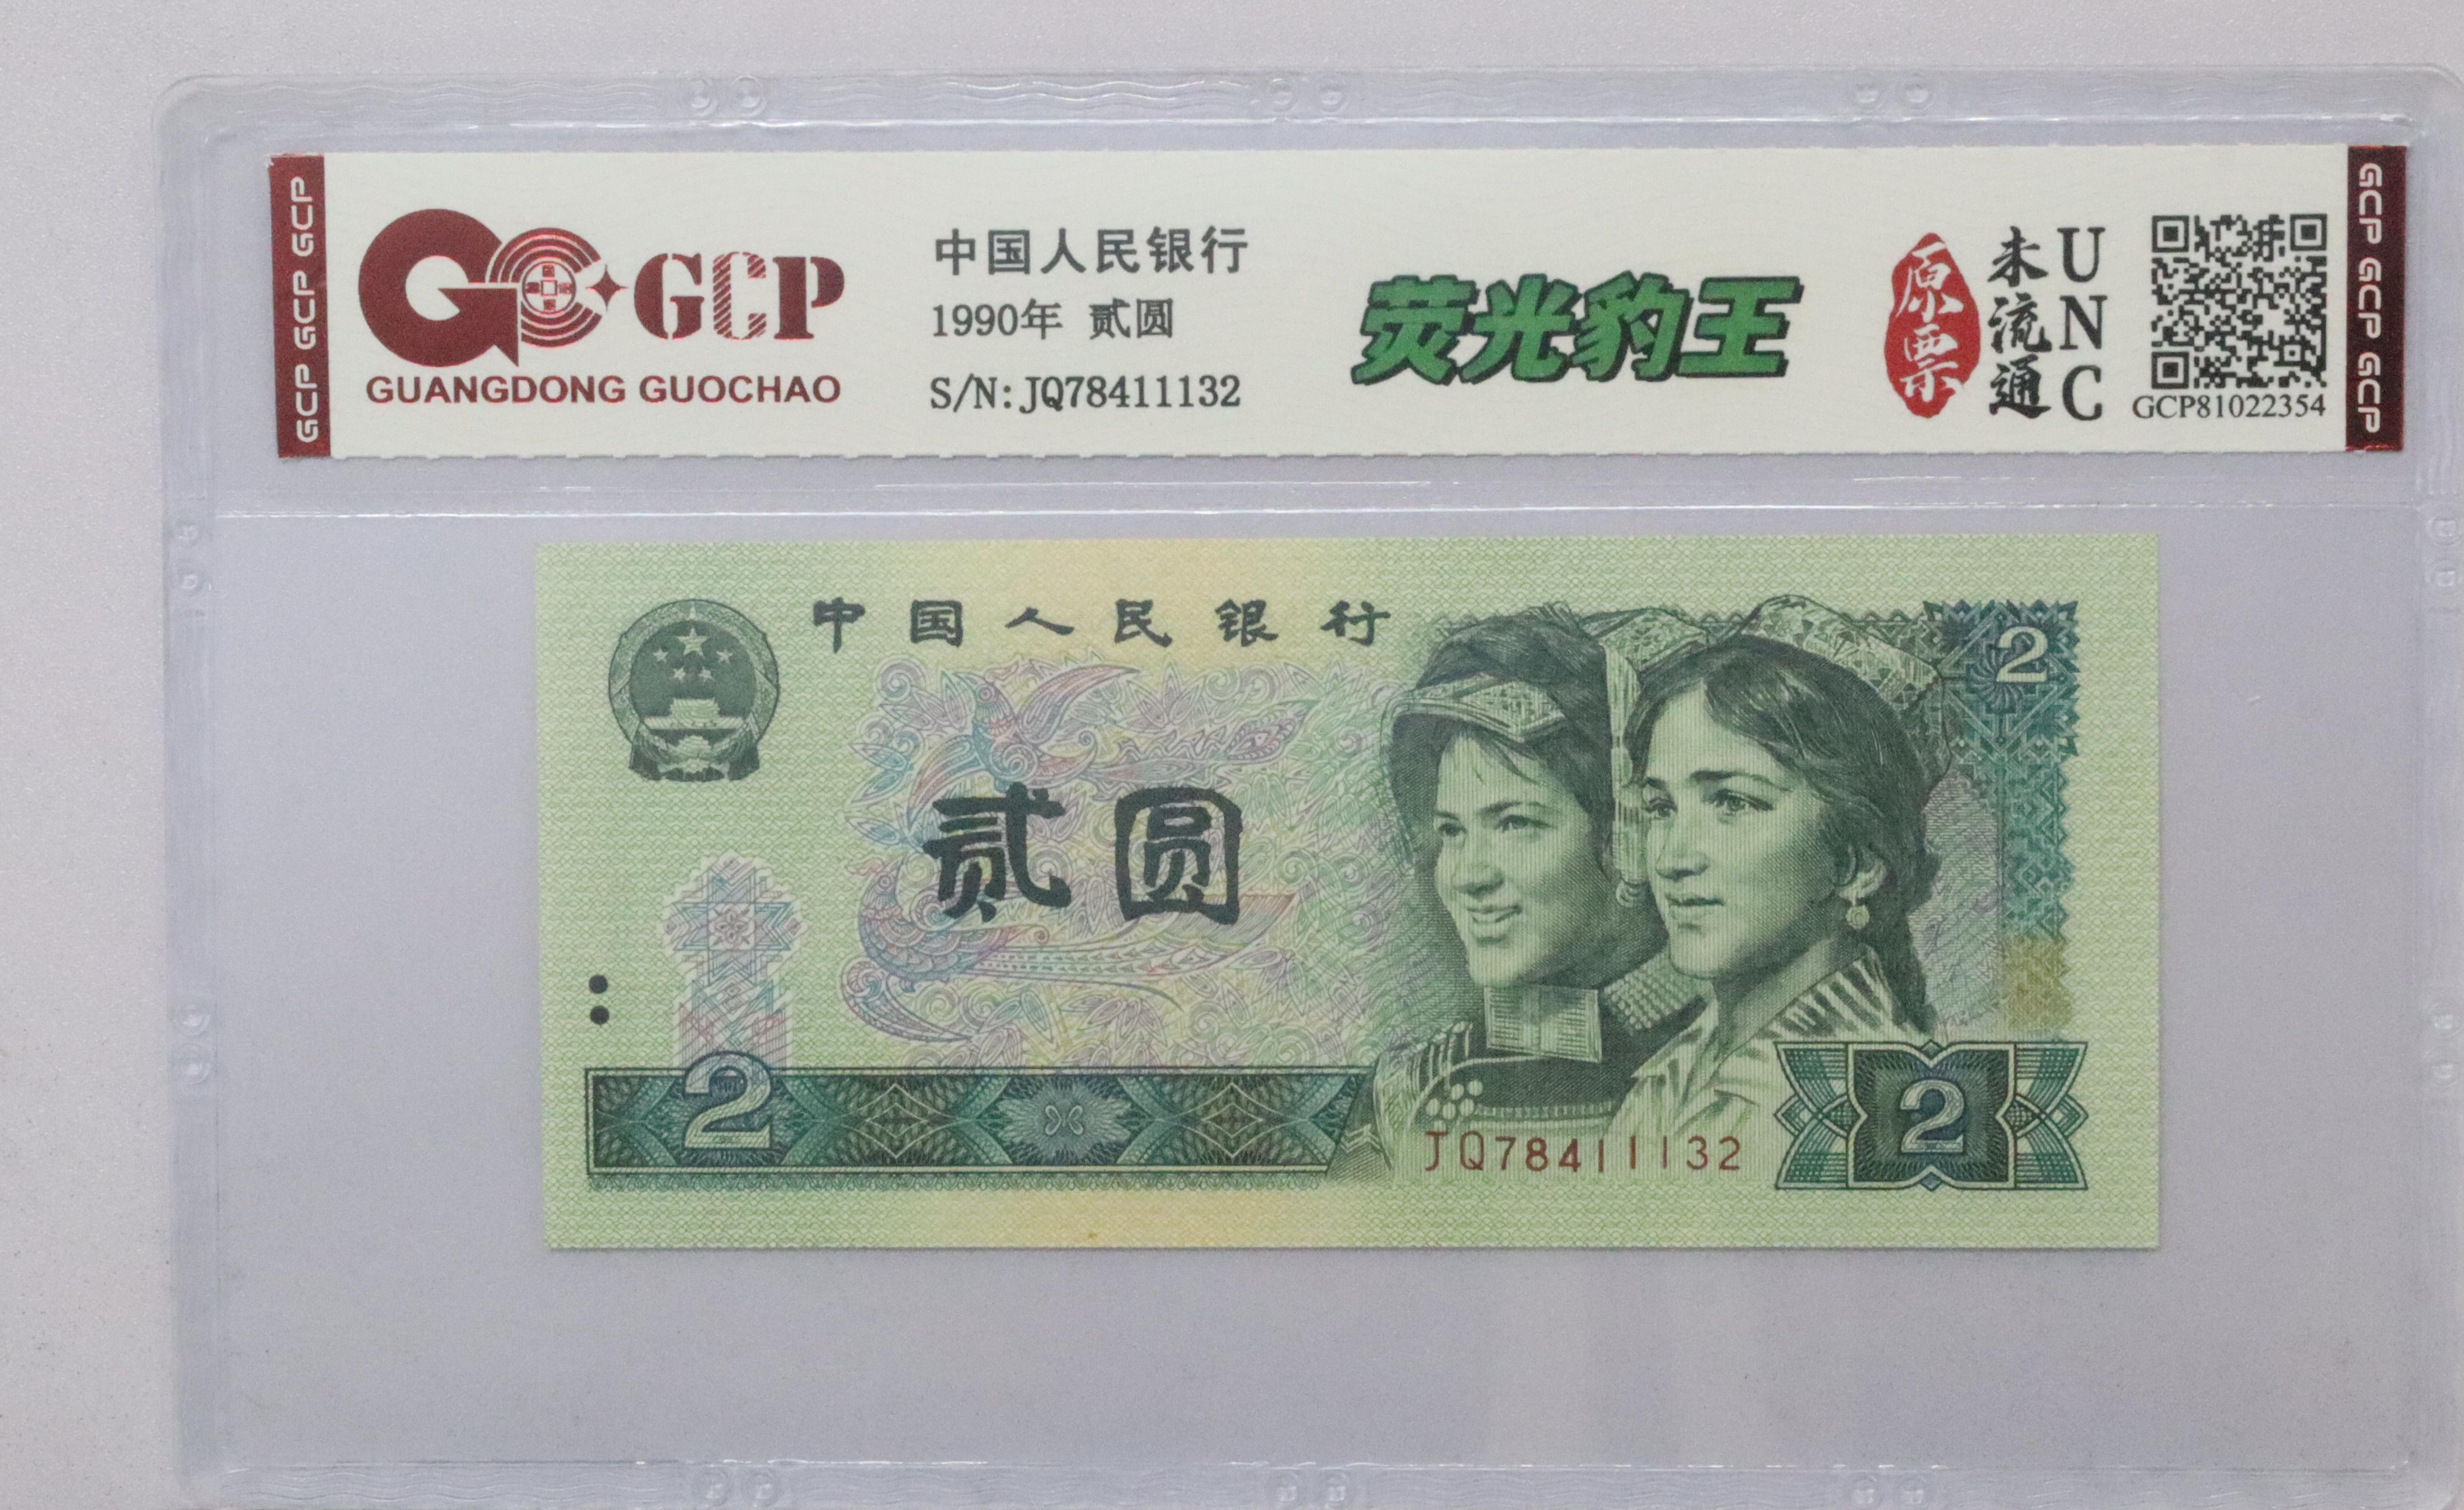 GCP GCP GCP
GCP
GUANGDONG GUOCHAO
中国人民银行
1990年 贰圆
S/N:JQ78411132
荧光豹王
原票
未流通
UNC
GCP81022354
GCP GCP GCP
中国人民银行
2
贰圆
2
JQ78411132
2